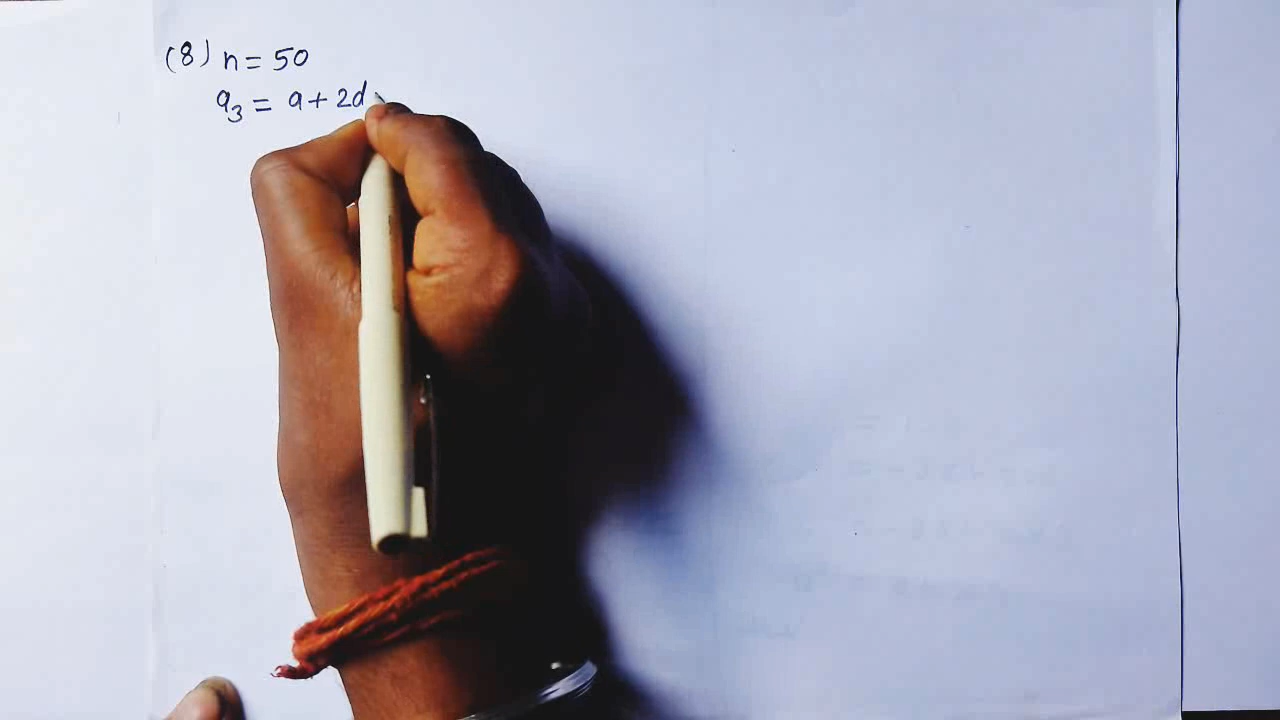 (8) n = 50
a₃ = a + 2d